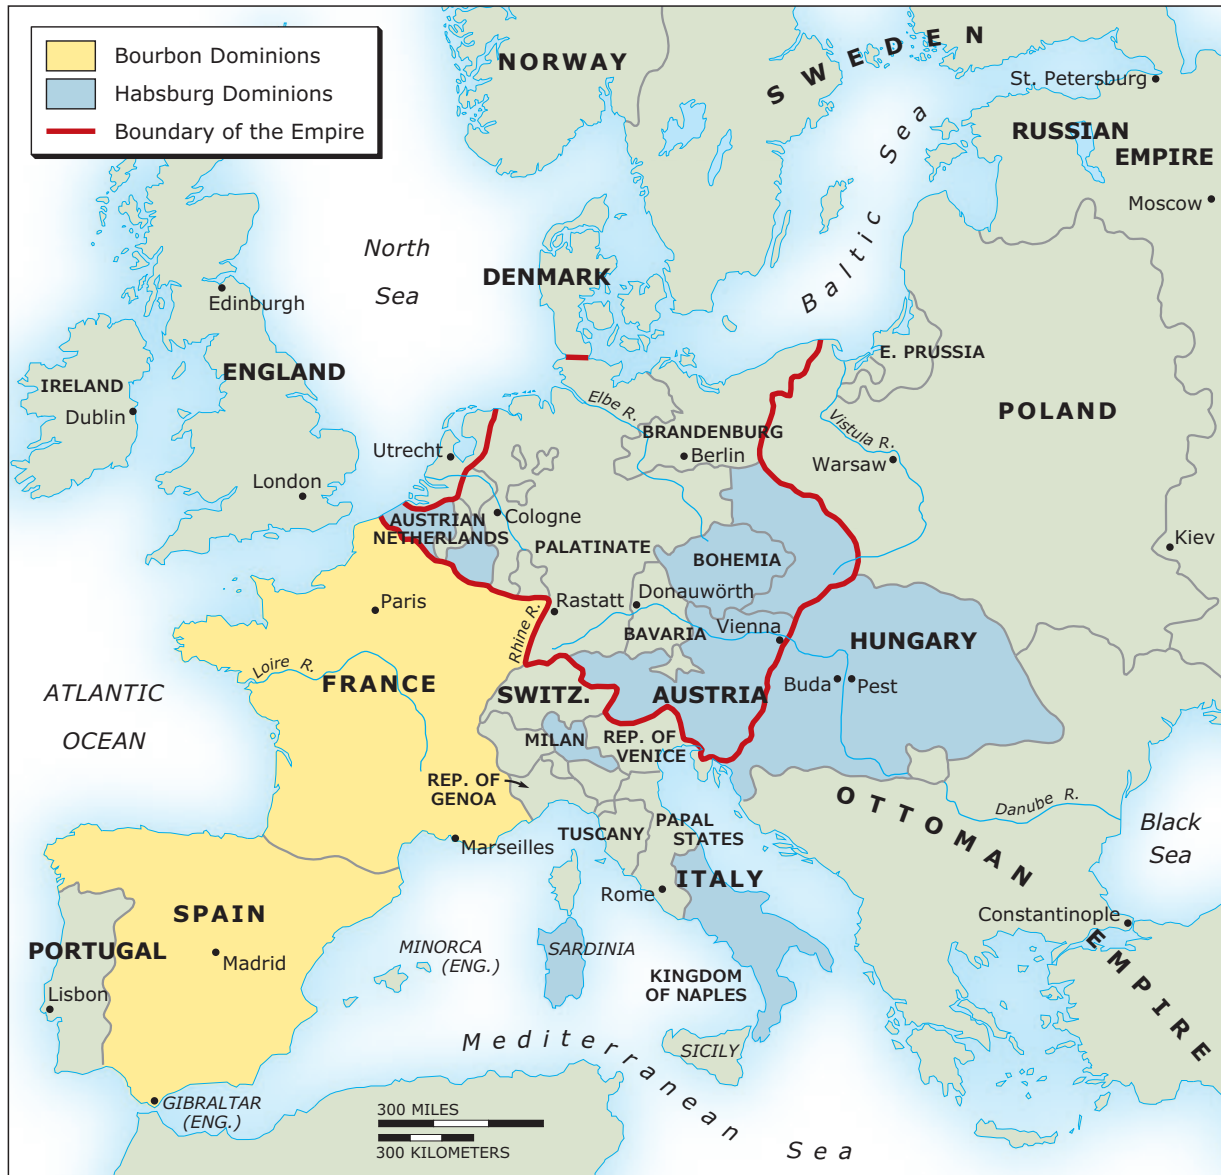 Bourbon Dominions
Habsburg Dominions
Boundary of the Empire
NORWAY
SWEDEN
St. Petersburg
RUSSIAN
EMPIRE
Moscow
North
Sea
Baltic Sea
DENMARK
Edinburgh
ENGLAND
IRELAND
Dublin
London
E. PRUSSIA
POLAND
Elbe R.
Vistula R.
BRANDENBURG
Berlin
Warsaw
Utrecht
Cologne
AUSTRIAN
NETHERLANDS
PALATINATE
BOHEMIA
Kiev
Paris
Rastatt
Donauwörth
Rhine R.
BAVARIA
Vienna
HUNGARY
Loire R.
FRANCE
ATLANTIC
OCEAN
SWITZ.
AUSTRIA
Buda
Pest
MILAN
REP. OF
VENICE
REP. OF
GENOA
OTTOMAN EMPIRE
Danube R.
Black
Sea
Marseilles
TUSCANY
PAPAL
STATES
ITALY
Rome
SPAIN
PORTUGAL
Madrid
Lisbon
MINORCA
(ENG.)
SARDINIA
KINGDOM
OF NAPLES
Constantinople
Mediterranean Sea
SICILY
GIBRALTAR
(ENG.)
300 MILES
300 KILOMETERS